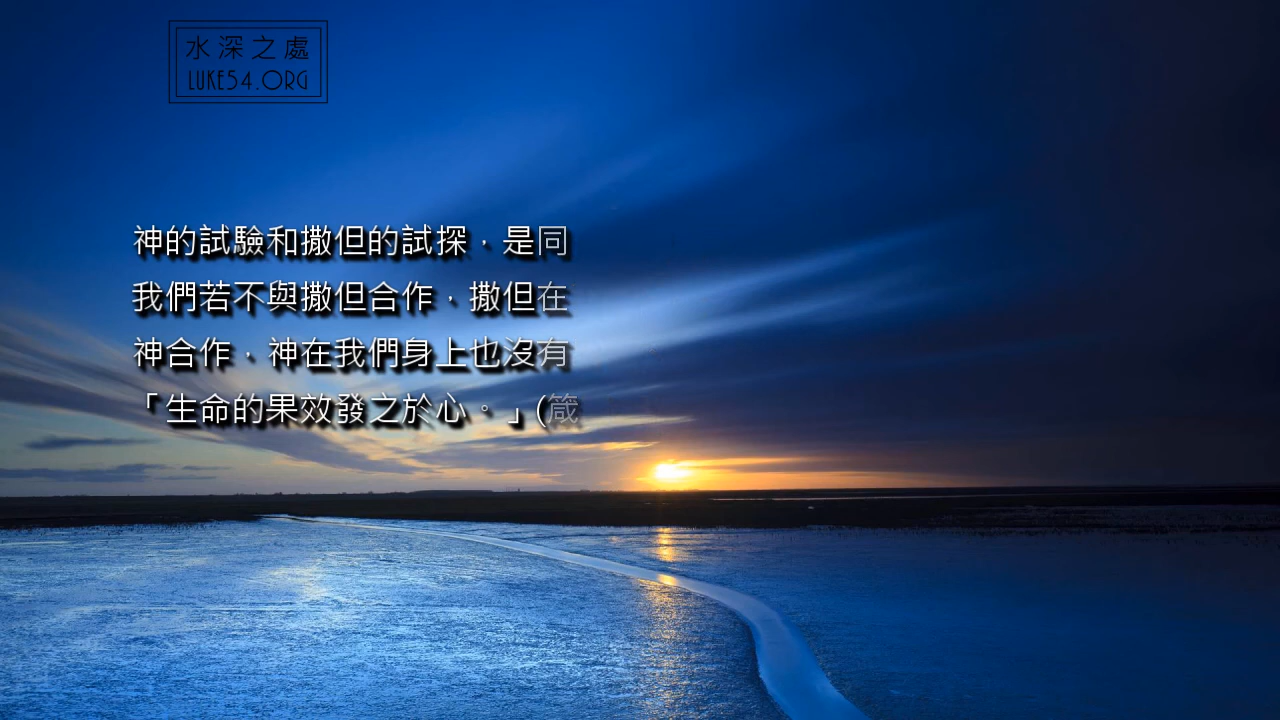 水深之處
LUKE54.ORG
神的試驗和撒但的試探，是同
我們若不與撒但合作，撒但在
神合作，神在我們身上也沒有
「生命的果效發之於心。」(箴